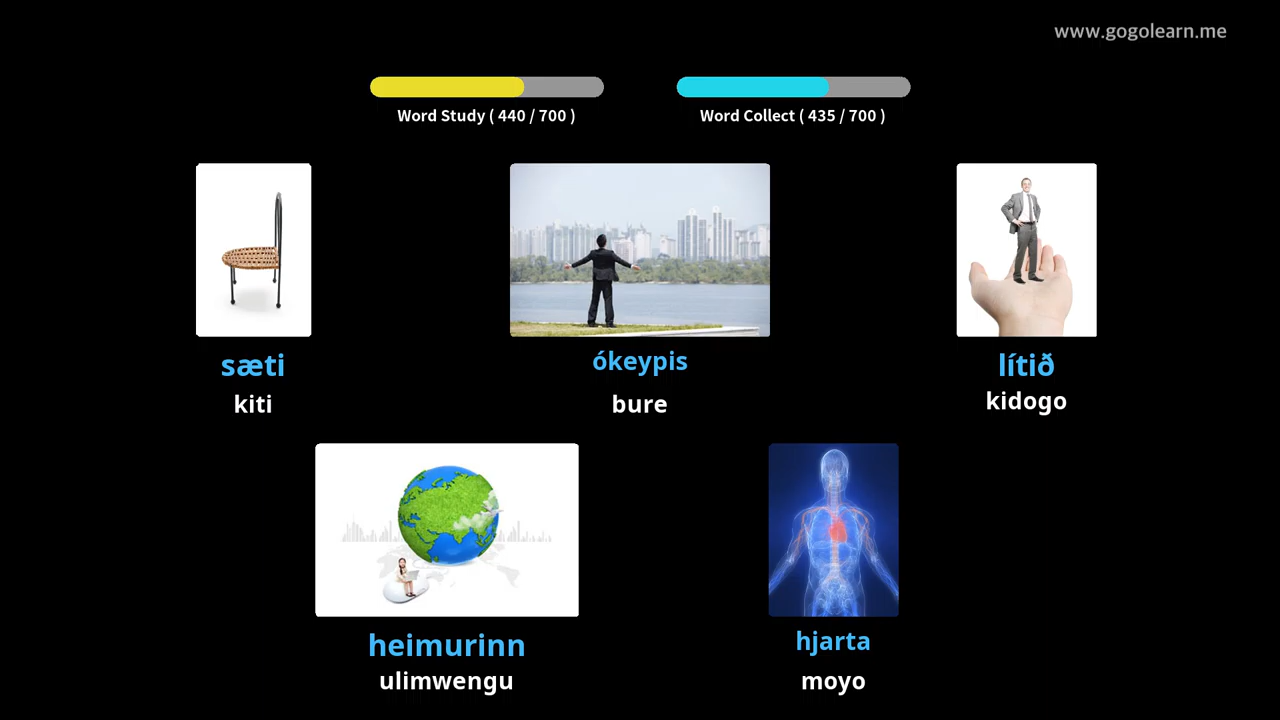 www.gogolearn.me
Word Study ( 440 / 700 )
Word Collect ( 435 / 700 )
sæti
kiti
ókeypis
bure
lítið
kidogo
heimurinn
ulimwengu
hjarta
moyo